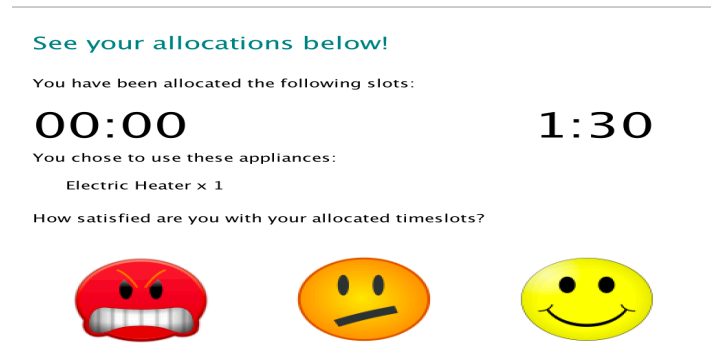 See your allocations below!
You have been allocated the following slots:
00:00 1:30
You chose to use these appliances:
Electric Heater x 1
How satisfied are you with your allocated timeslots?